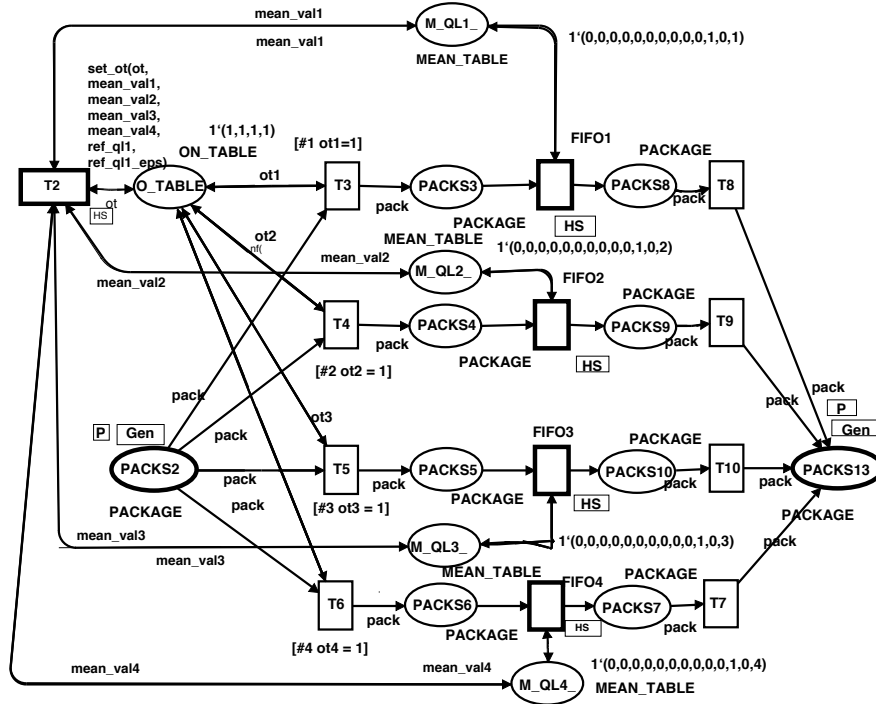 mean_val1
M_QL1_
mean_val1
1‘(0,0,0,0,0,0,0,0,0,0,1,0,1)
MEAN_TABLE
set_ot(ot,
mean_val1,
mean_val2,
mean_val3,
mean_val4,
ref_ql1,
ref_ql1_eps)
1‘(1,1,1,1)
ON_TABLE
[#1 ot1=1]
FIFO1
PACKAGE
T2
ot
HS
O_TABLE
ot1
T3
pack
PACKS3
PACKAGE
HS
PACKS8
pack
T8
ot2
nf(
MEAN_TABLE
1‘(0,0,0,0,0,0,0,0,0,0,1,0,2)
mean_val2
mean_val2
M_QL2_
FIFO2
PACKAGE
T4
pack
PACKS4
PACKAGE
HS
PACKS9
pack
T9
[#2 ot2 = 1]
pack
pack
pack
pack
P
Gen
ot3
FIFO3
PACKAGE
P
Gen
PACKS2
PACKAGE
pack
pack
T5
pack
PACKS5
PACKAGE
HS
PACKS10
pack
T10
pack
PACKS13
PACKAGE
[#3 ot3 = 1]
mean_val3
mean_val3
M_QL3_
1‘(0,0,0,0,0,0,0,0,0,0,1,0,3)
pack
MEAN_TABLE
FIFO4
PACKAGE
T6
pack
PACKS6
PACKAGE
HS
PACKS7
pack
T7
[#4 ot4 = 1]
mean_val4
mean_val4
M_QL4_
1‘(0,0,0,0,0,0,0,0,0,0,1,0,4)
MEAN_TABLE